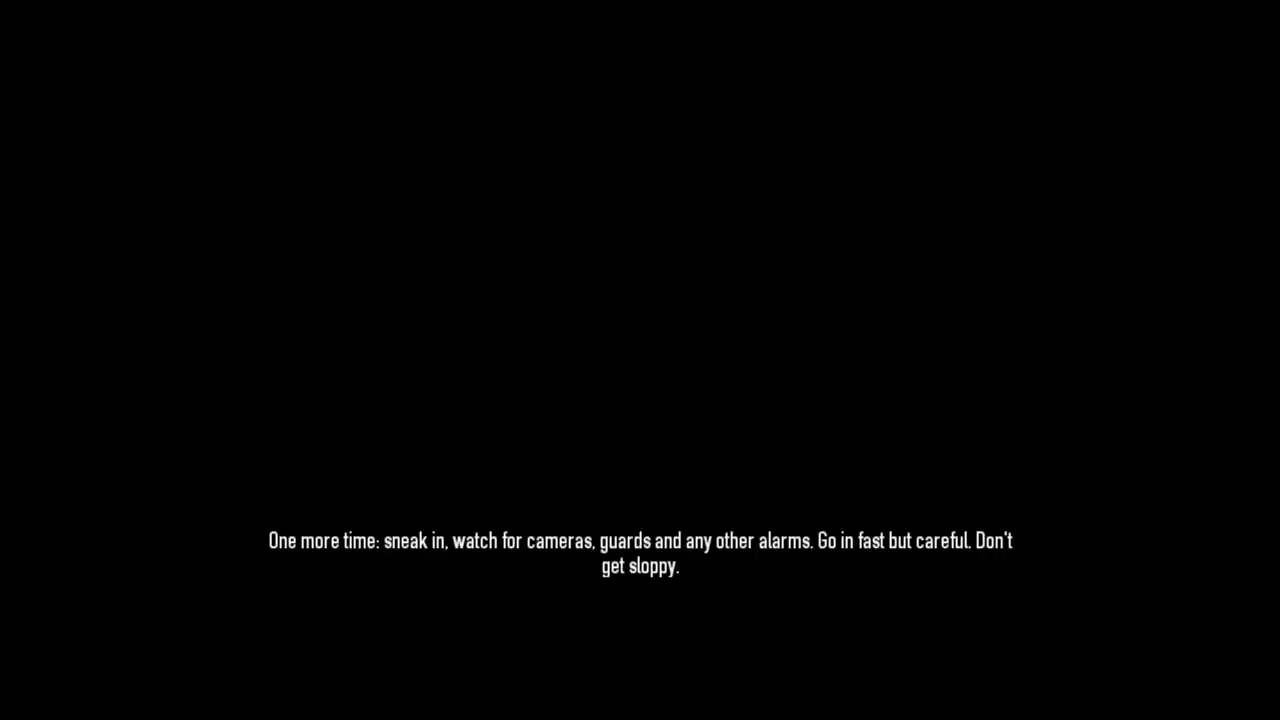 One more time: sneak in, watch for cameras, guards and any other alarms. Go in fast but careful. Don't
get sloppy.